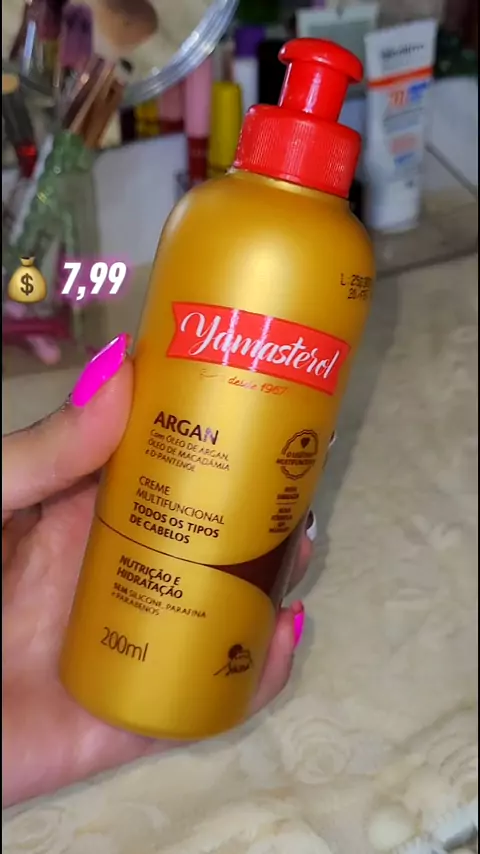 7,99
Yamasterol
desde 1967
ARGAN
Com ÓLEO DE ARGAN,
ÓLEO DE MACADÂMIA
e D-PANTENOL
CREME
MULTIFUNCIONAL
TODOS OS TIPOS
DE CABELOS
NUTRIÇÃO E
HIDRATAÇÃO
SEM SILICONE, PARAFINA
e PARABENOS
200ml